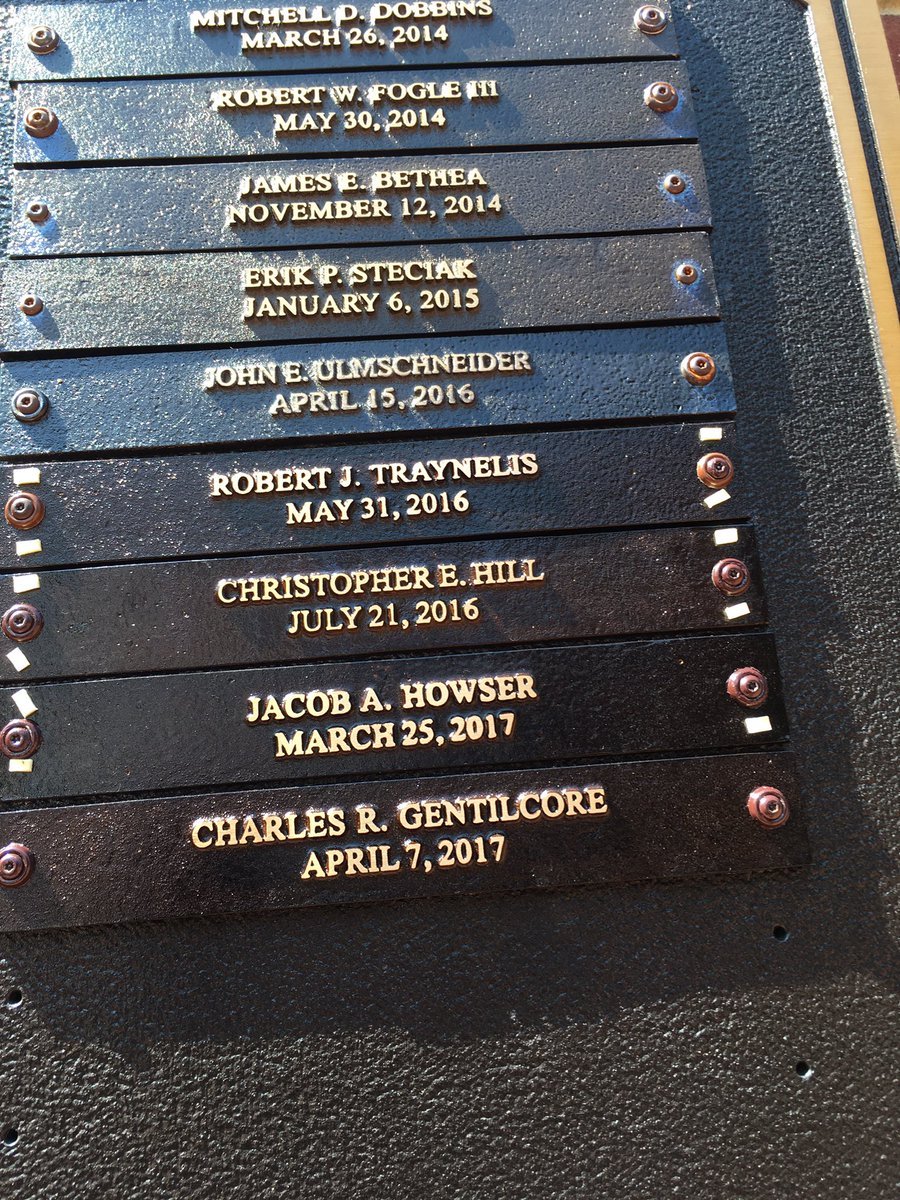 MITCHELL D. DOBBINS
MARCH 26, 2014
ROBERT W. FOGLE III
MAY 30, 2014
JAMES E. BETHEA
NOVEMBER 12, 2014
ERIK P. STECIAK
JANUARY 6, 2015
JOHN E. ULMSCHNEIDER
APRIL 15, 2016
ROBERT J. TRAYNELIS
MAY 31, 2016
CHRISTOPHER E. HILL
JULY 21, 2016
JACOB A. HOWSER
MARCH 25, 2017
CHARLES R. GENTILCORE
APRIL 7, 2017